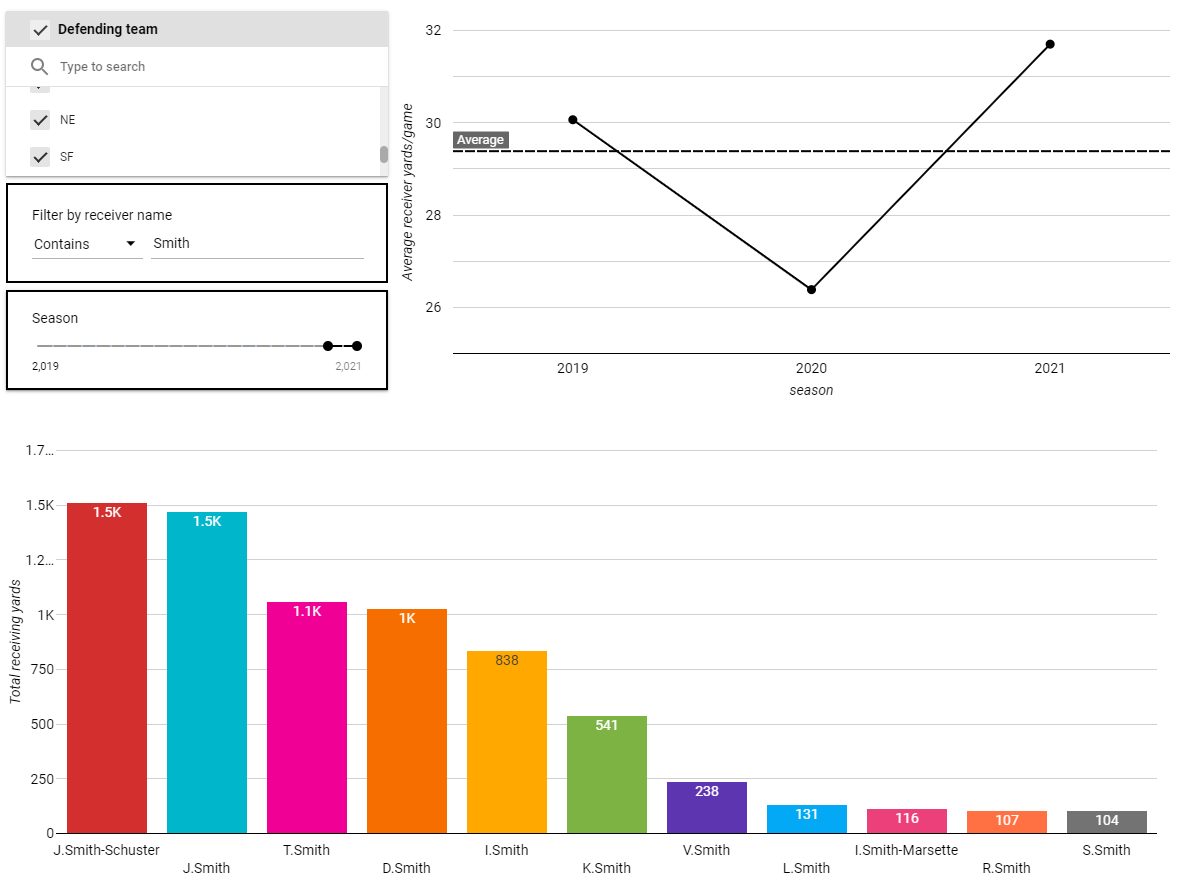 Defending team
Type to search
NE
SF
Filter by receiver name
Contains
Smith
Season
2,019
2,021
Average receiver yards/game
32
30
28
26
Average
2019
2020
2021
season
Total receiving yards
1.7...
1.5K
1.2...
1K
750
500
250
0
1.5K
1.5K
1.1K
1K
838
541
238
131
116
107
104
J.Smith-Schuster
J.Smith
T.Smith
D.Smith
I.Smith
K.Smith
V.Smith
L.Smith
I.Smith-Marsette
R.Smith
S.Smith